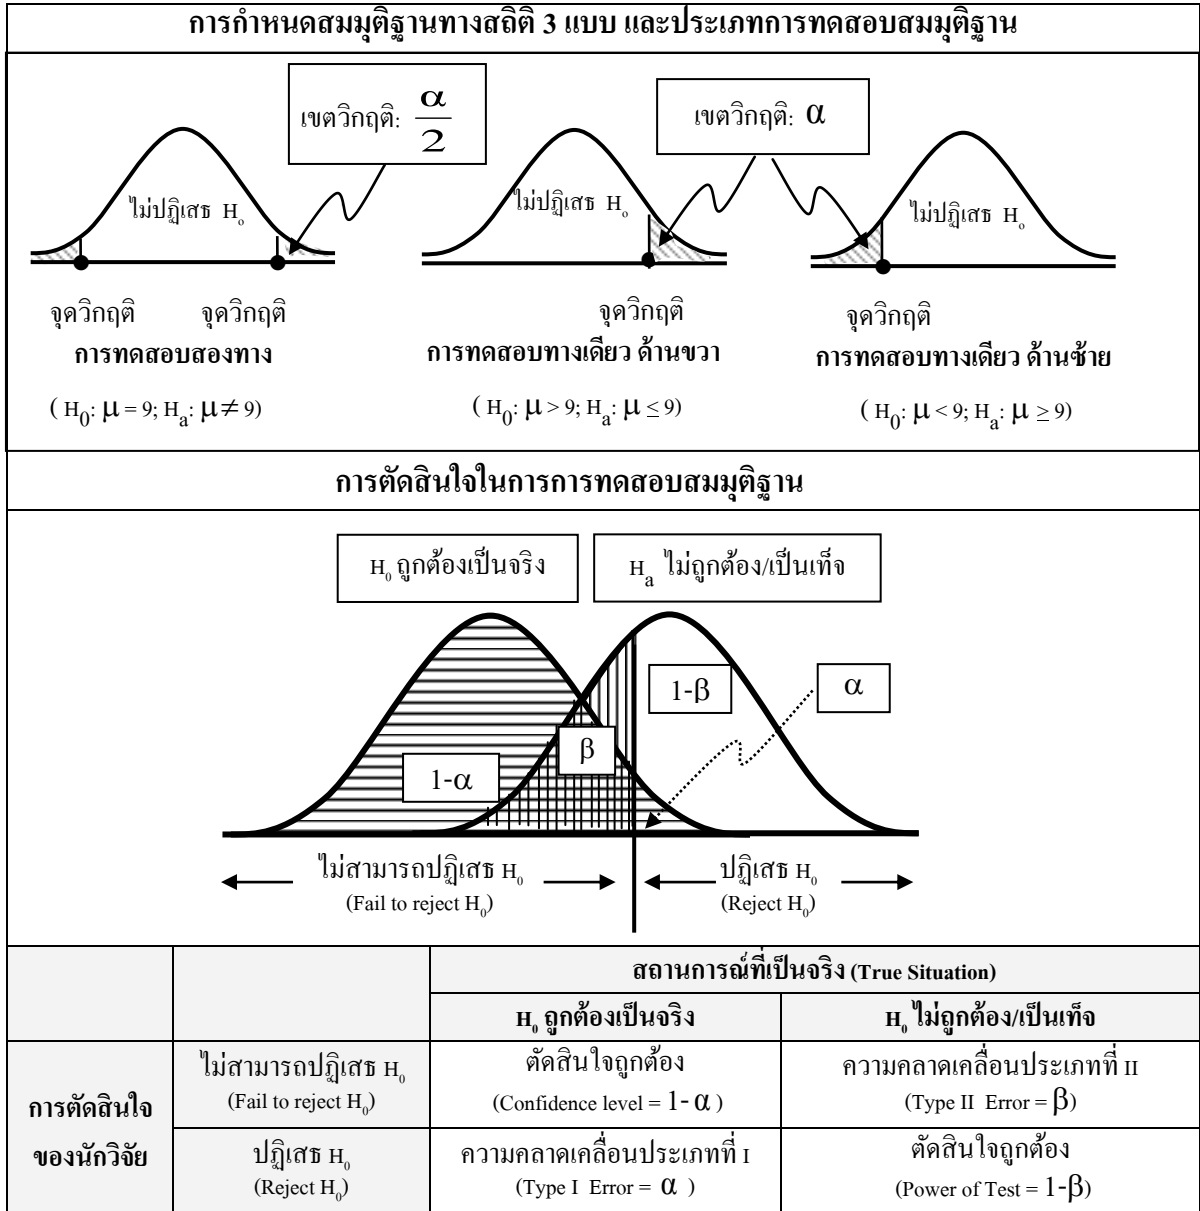 การกำหนดสมมุติฐานทางสถิติ 3 แบบ และประเภทการทดสอบสมมุติฐาน
เขตวิกฤติ: α/2
เขตวิกฤติ: α
ไม่ปฏิเสธ H₀
ไม่ปฏิเสธ H₀
ไม่ปฏิเสธ H₀
จุดวิกฤติ จุดวิกฤติ
จุดวิกฤติ
จุดวิกฤติ
การทดสอบสองทาง
การทดสอบทางเดียว ด้านขวา
การทดสอบทางเดียว ด้านซ้าย
( H₀: μ = 9; Hₐ: μ ≠ 9)
( H₀: μ > 9; Hₐ: μ ≤ 9)
( H₀: μ < 9; Hₐ: μ ≥ 9)
การตัดสินใจในการการทดสอบสมมุติฐาน
H₀ ถูกต้องเป็นจริง
Hₐ ไม่ถูกต้อง/เป็นเท็จ
1-β
α
β
1-α
ไม่สามารถปฏิเสธ H₀
(Fail to reject H₀)
ปฏิเสธ H₀
(Reject H₀)
สถานการณ์ที่เป็นจริง (True Situation)
H₀ ถูกต้องเป็นจริง
H₀ ไม่ถูกต้อง/เป็นเท็จ
การตัดสินใจ
ของนักวิจัย
ไม่สามารถปฏิเสธ H₀
(Fail to reject H₀)
ตัดสินใจถูกต้อง
(Confidence level = 1- α )
ความคลาดเคลื่อนประเภทที่ II
(Type II Error = β)
ปฏิเสธ H₀
(Reject H₀)
ความคลาดเคลื่อนประเภทที่ I
(Type I Error = α )
ตัดสินใจถูกต้อง
(Power of Test = 1-β)